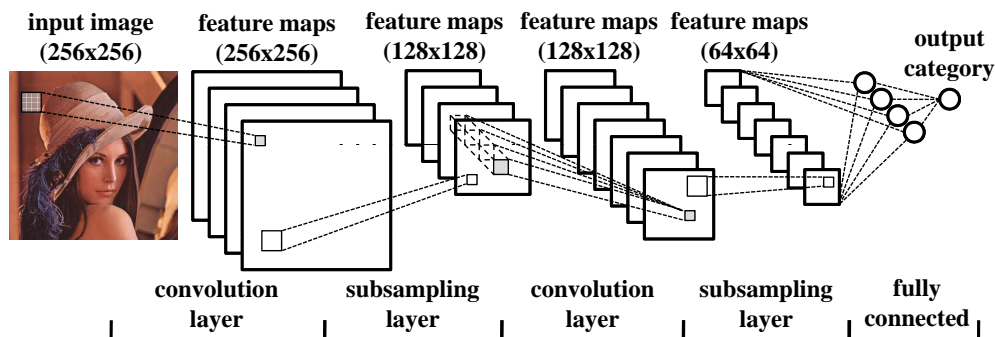 input image
(256x256)
feature maps
(256x256)
feature maps
(128x128)
feature maps
(128x128)
feature maps
(64x64)
output
category
convolution
layer
subsampling
layer
convolution
layer
subsampling
layer
fully
connected